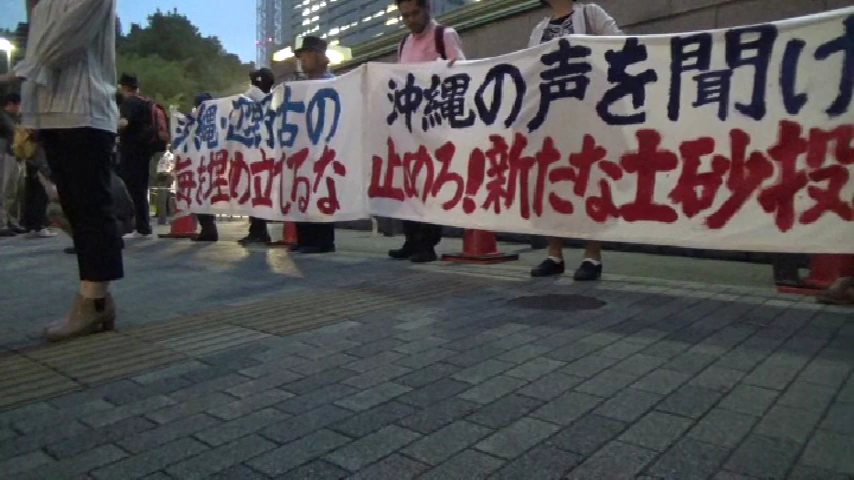 沖縄・辺野古の
海を埋め立てるな
沖縄の声を聞け
止めろ!新たな土砂投